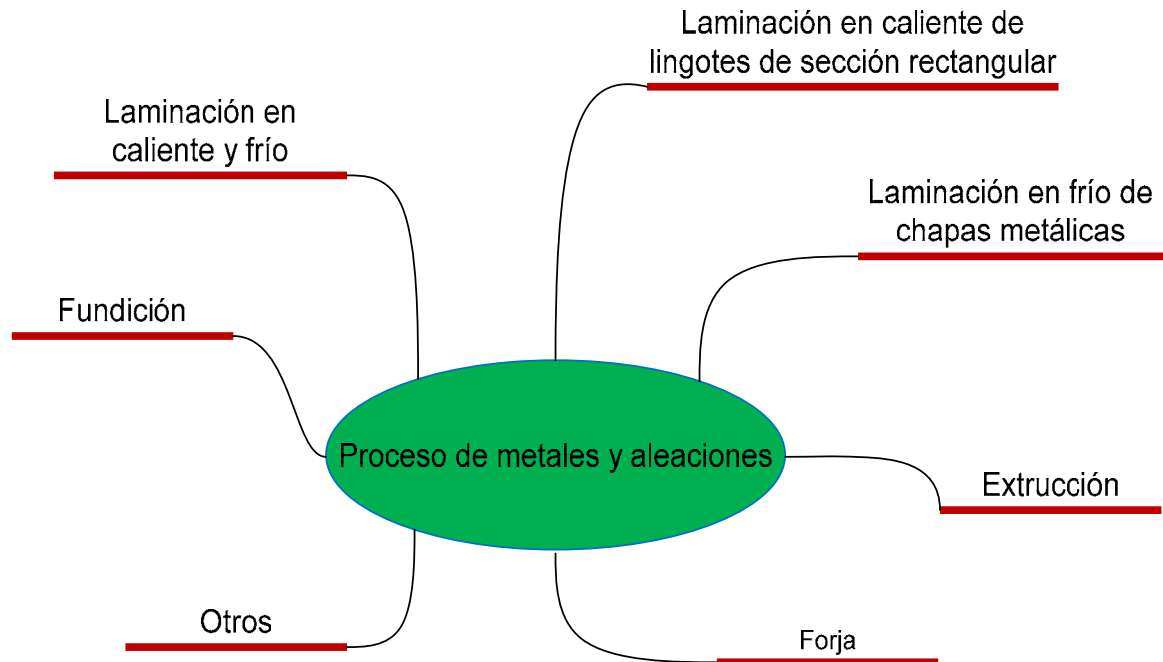 Laminación en caliente de
lingotes de sección rectangular
Laminación en
caliente y frío
Laminación en frío de
chapas metálicas
Fundición
Proceso de metales y aleaciones
Extrucción
Otros
Forja